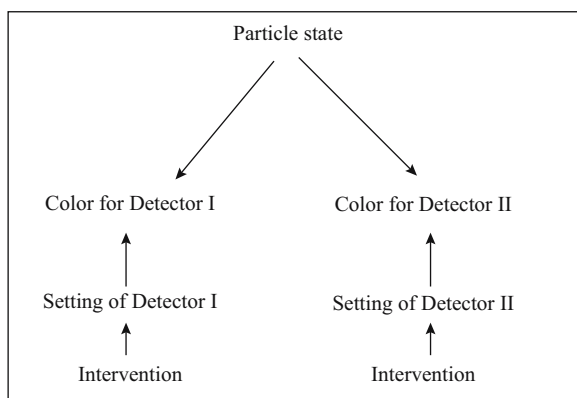 Particle state
Color for Detector I
Color for Detector II
Setting of Detector I
Setting of Detector II
Intervention
Intervention